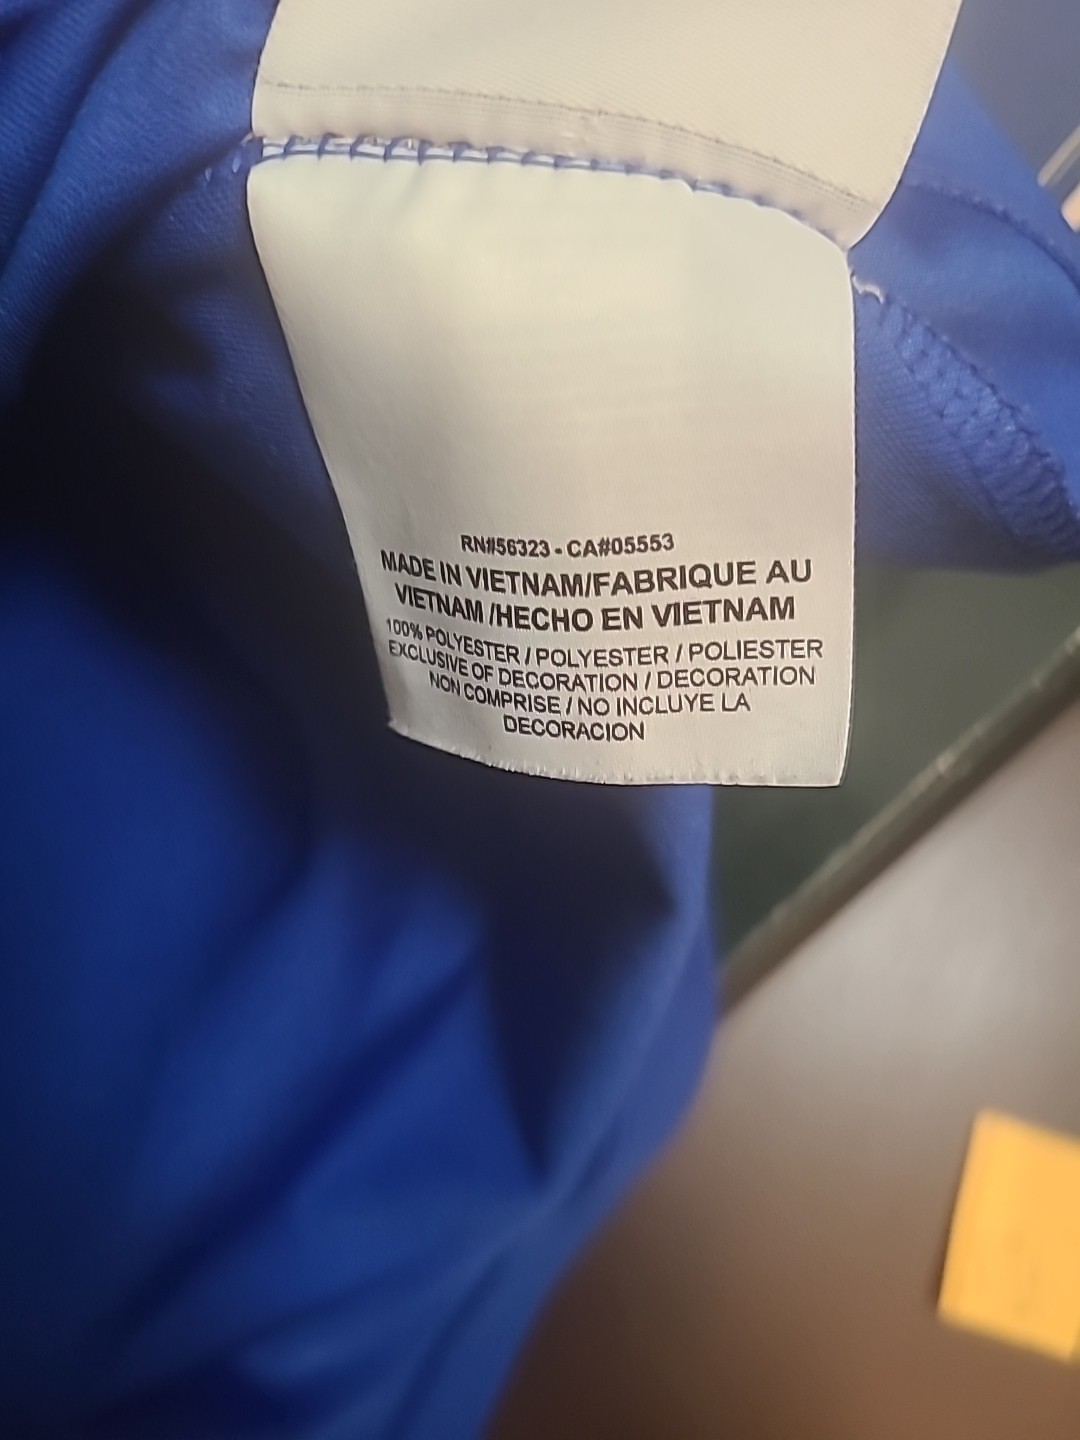 RN#56323 - CA#05553
MADE IN VIETNAM/FABRIQUE AU
VIETNAM /HECHO EN VIETNAM
100% POLYESTER / POLYESTER / POLIESTER
EXCLUSIVE OF DECORATION / DECORATION
NON COMPRISE / NO INCLUYE LA
DECORACION